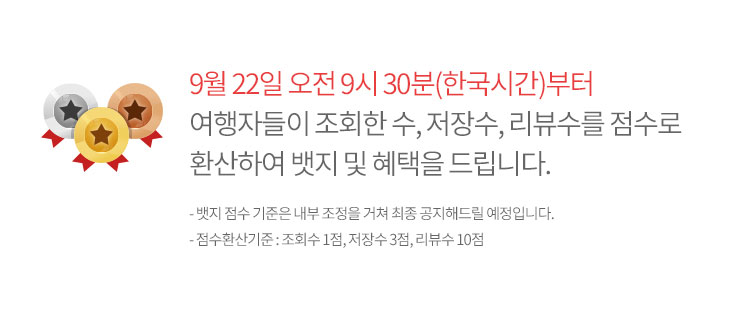 9월 22일 오전 9시 30분(한국시간)부터
여행자들이 조회한 수, 저장수, 리뷰수를 점수로
환산하여 뱃지 및 혜택을 드립니다.
- 뱃지 점수 기준은 내부 조정을 거쳐 최종 공지해드릴 예정입니다.
- 점수환산기준 : 조회수 1점, 저장수 3점, 리뷰수 10점